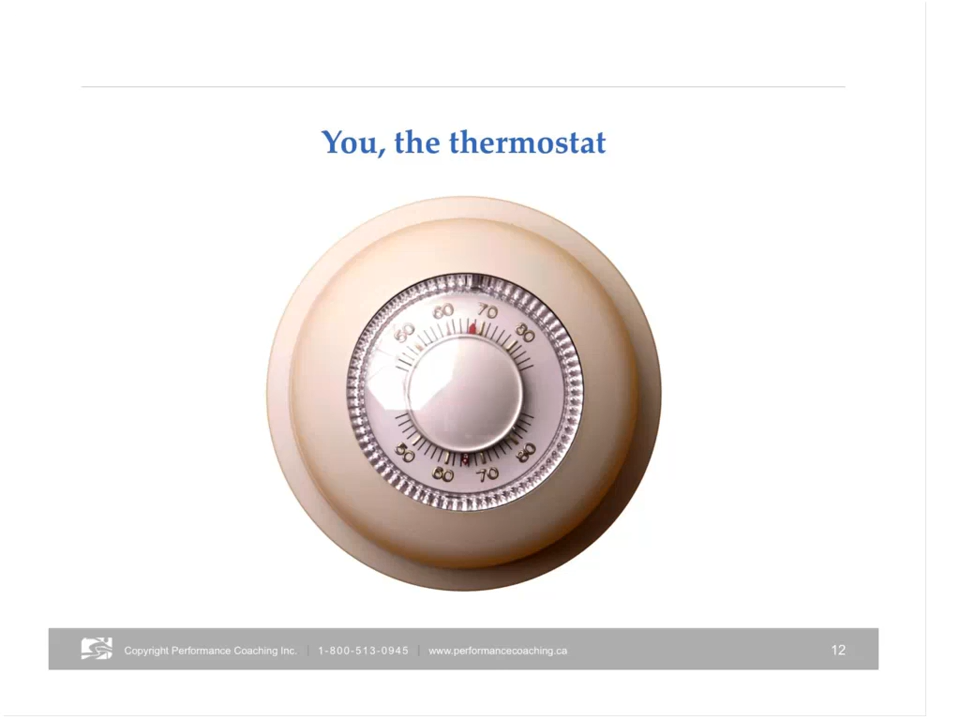 You, the thermostat
50 60 70 80
50 60 70 80
Copyright Performance Coaching Inc. | 1-800-513-0945 | www.performancecoaching.ca 12